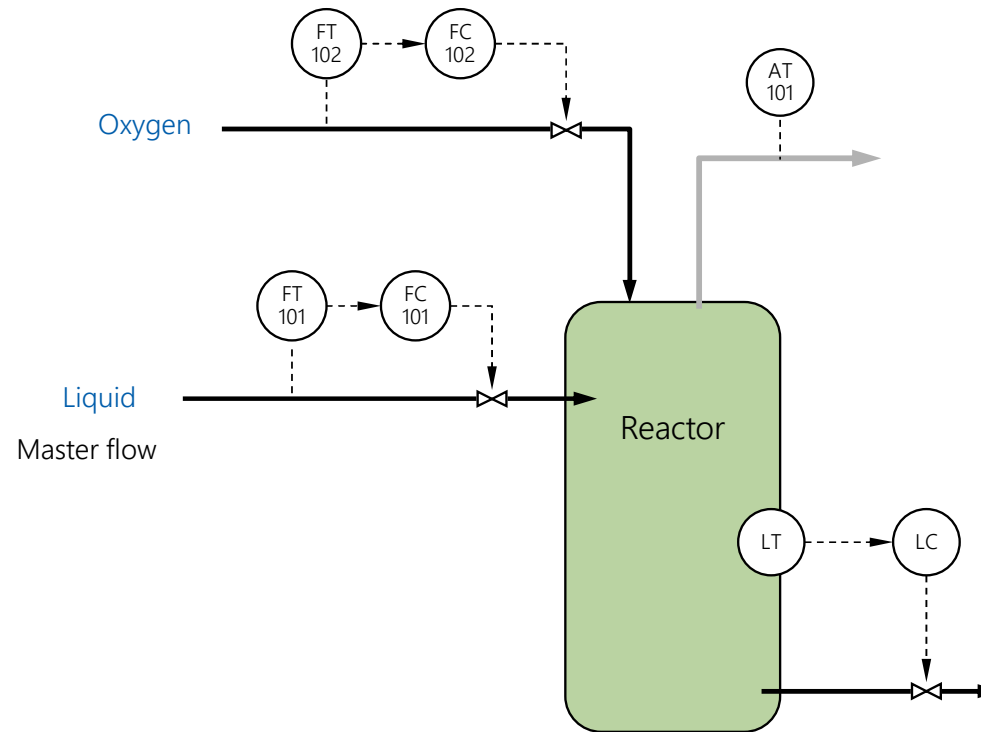 FT
102
FC
102
AT
101
Oxygen
FT
101
FC
101
Liquid
Master flow
Reactor
LT
LC